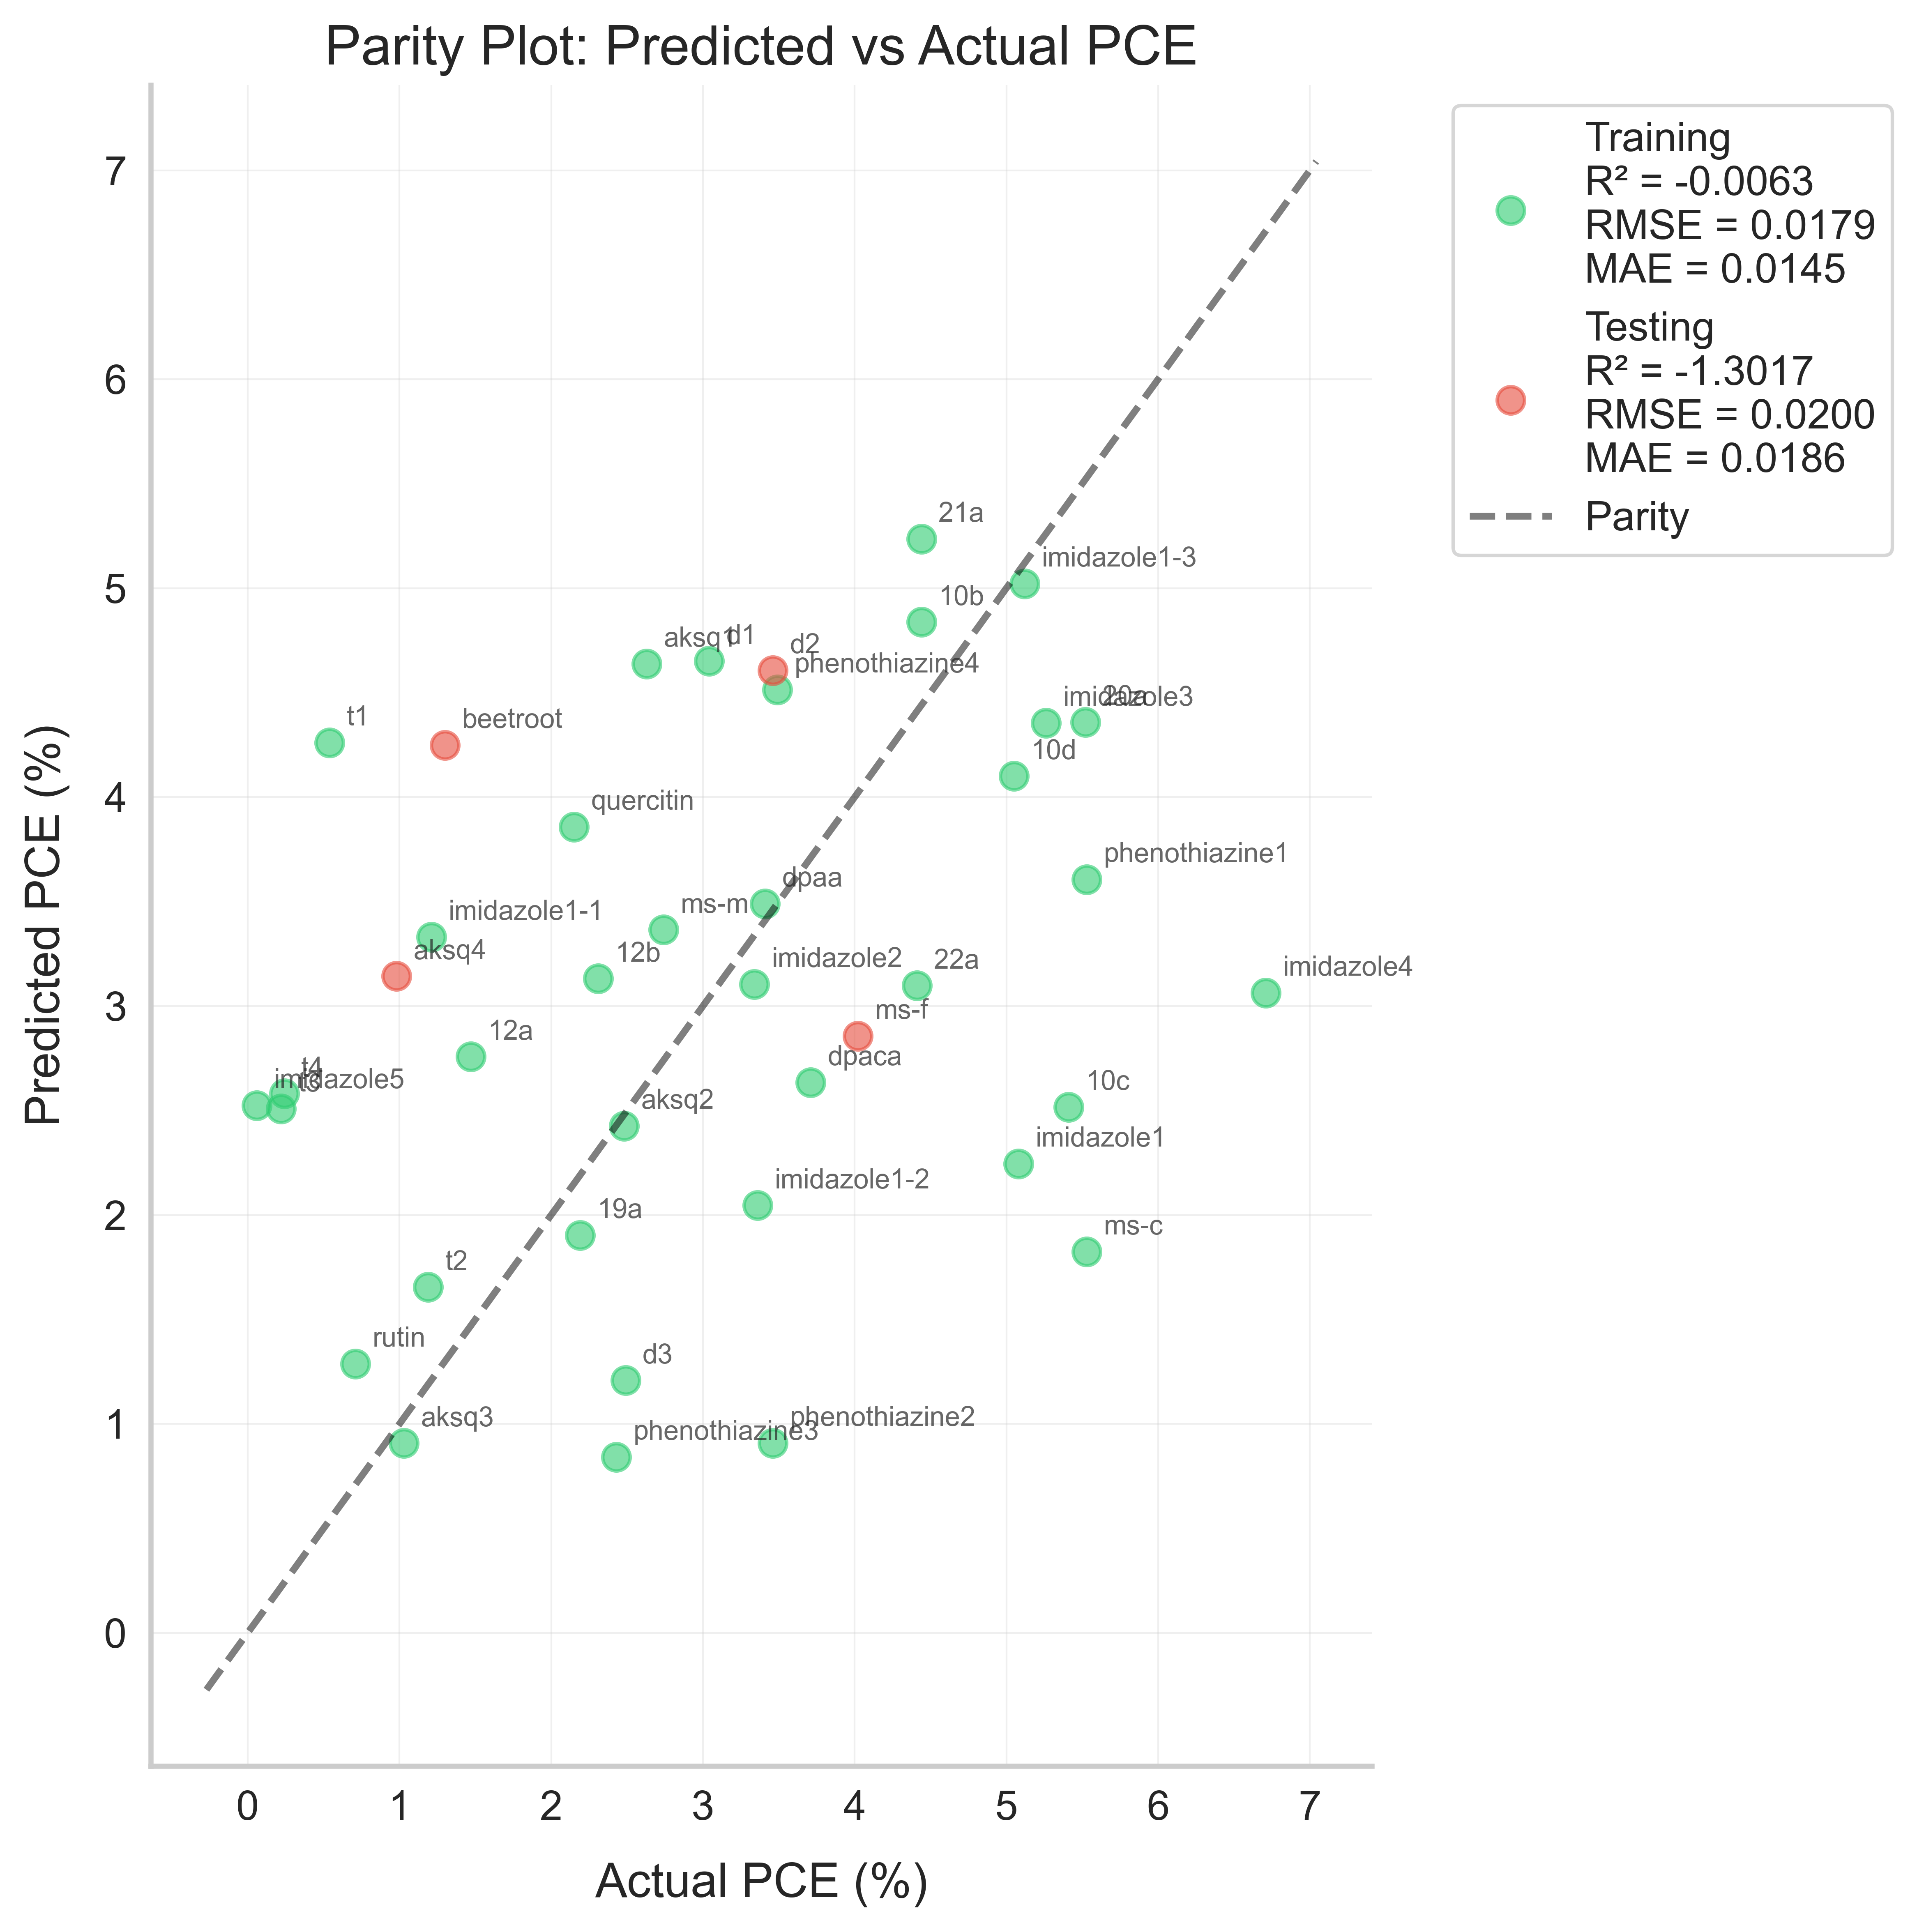 Parity Plot: Predicted vs Actual PCE
Training
R² = -0.0063
RMSE = 0.0179
MAE = 0.0145
Testing
R² = -1.3017
RMSE = 0.0200
MAE = 0.0186
Parity
Predicted PCE (%)
7
6
5
4
3
2
1
0
21a
imidazole1-3
10b
aksq1
d1
d2
phenothiazine4
imidazole3
20a
t1
beetroot
10d
quercitin
phenothiazine1
dpaa
ms-m
imidazole1-1
aksq4
12b
imidazole2
22a
imidazole4
ms-f
12a
dpaca
t4
imidazole5
t3
10c
aksq2
imidazole1
imidazole1-2
19a
ms-c
t2
rutin
d3
aksq3
phenothiazine2
phenothiazine3
0 1 2 3 4 5 6 7
Actual PCE (%)